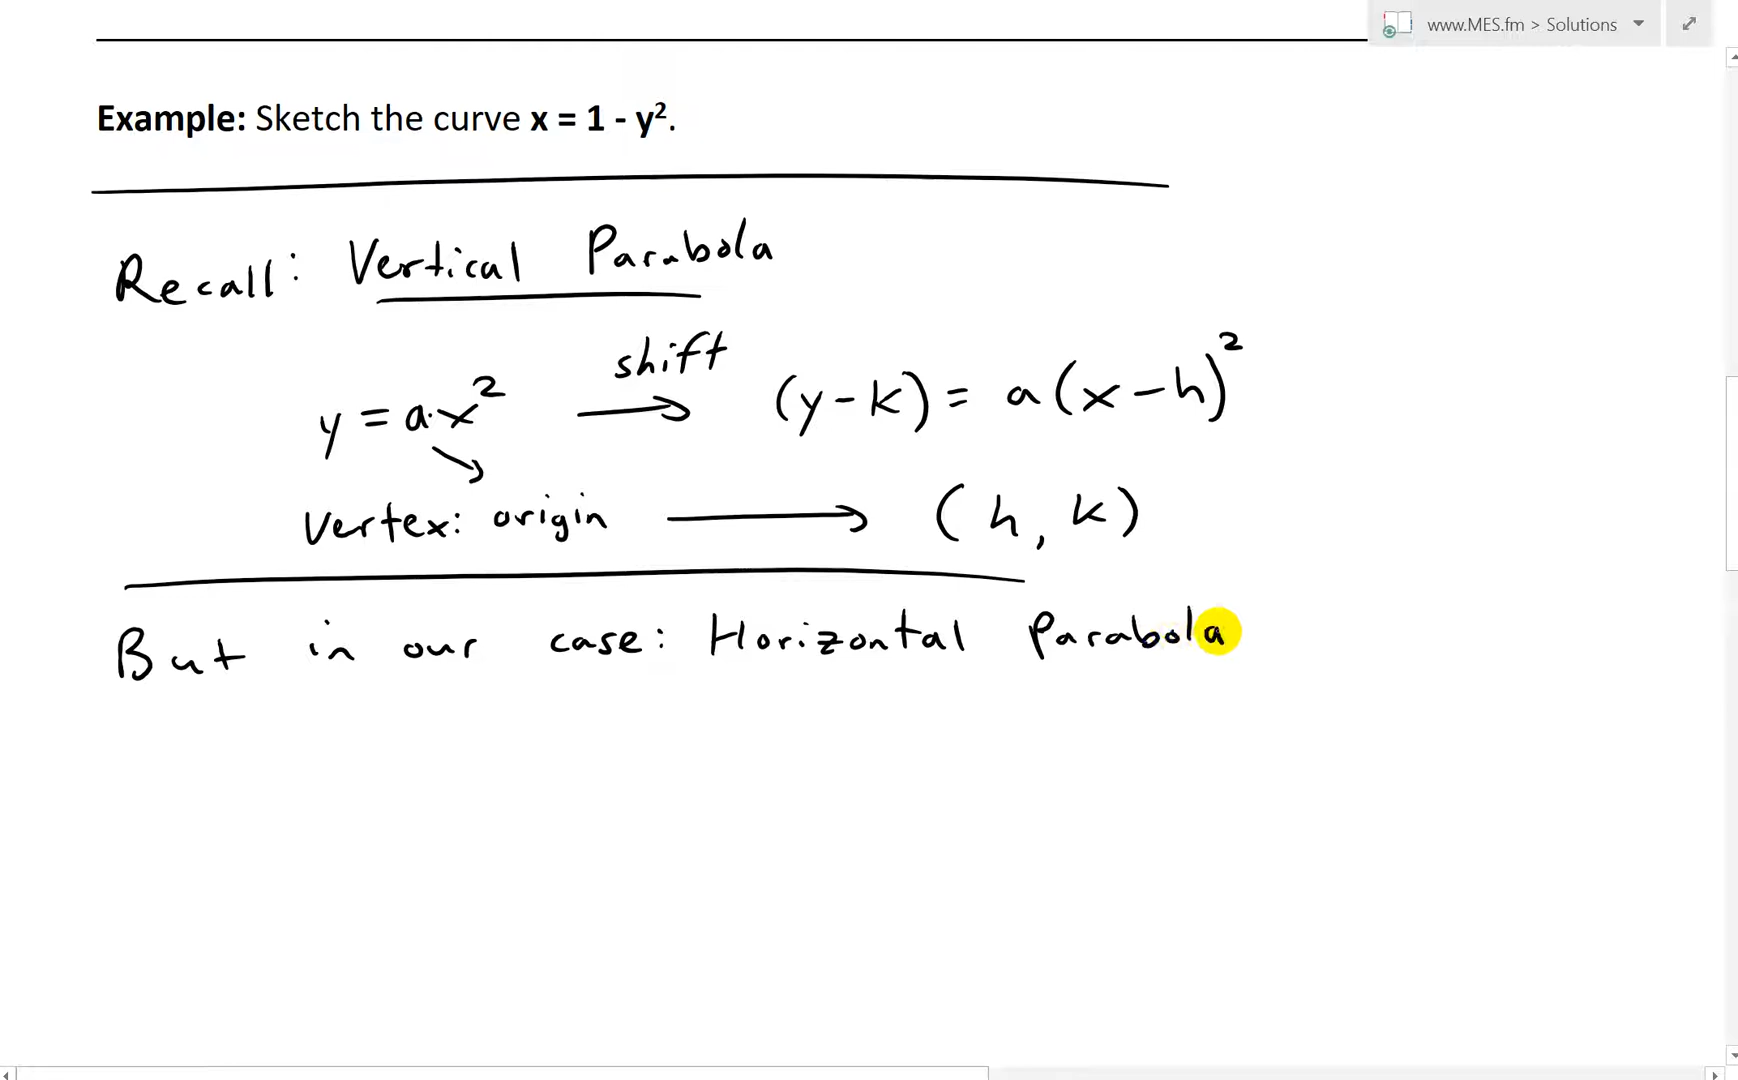 www.MES.fm > Solutions
Example: Sketch the curve x = 1 - y².
Recall: Vertical Parabola
shift
y = a·x² → (y-k) = a(x-h)²
Vertex: origin → (h, k)
But in our case: Horizontal Parabola